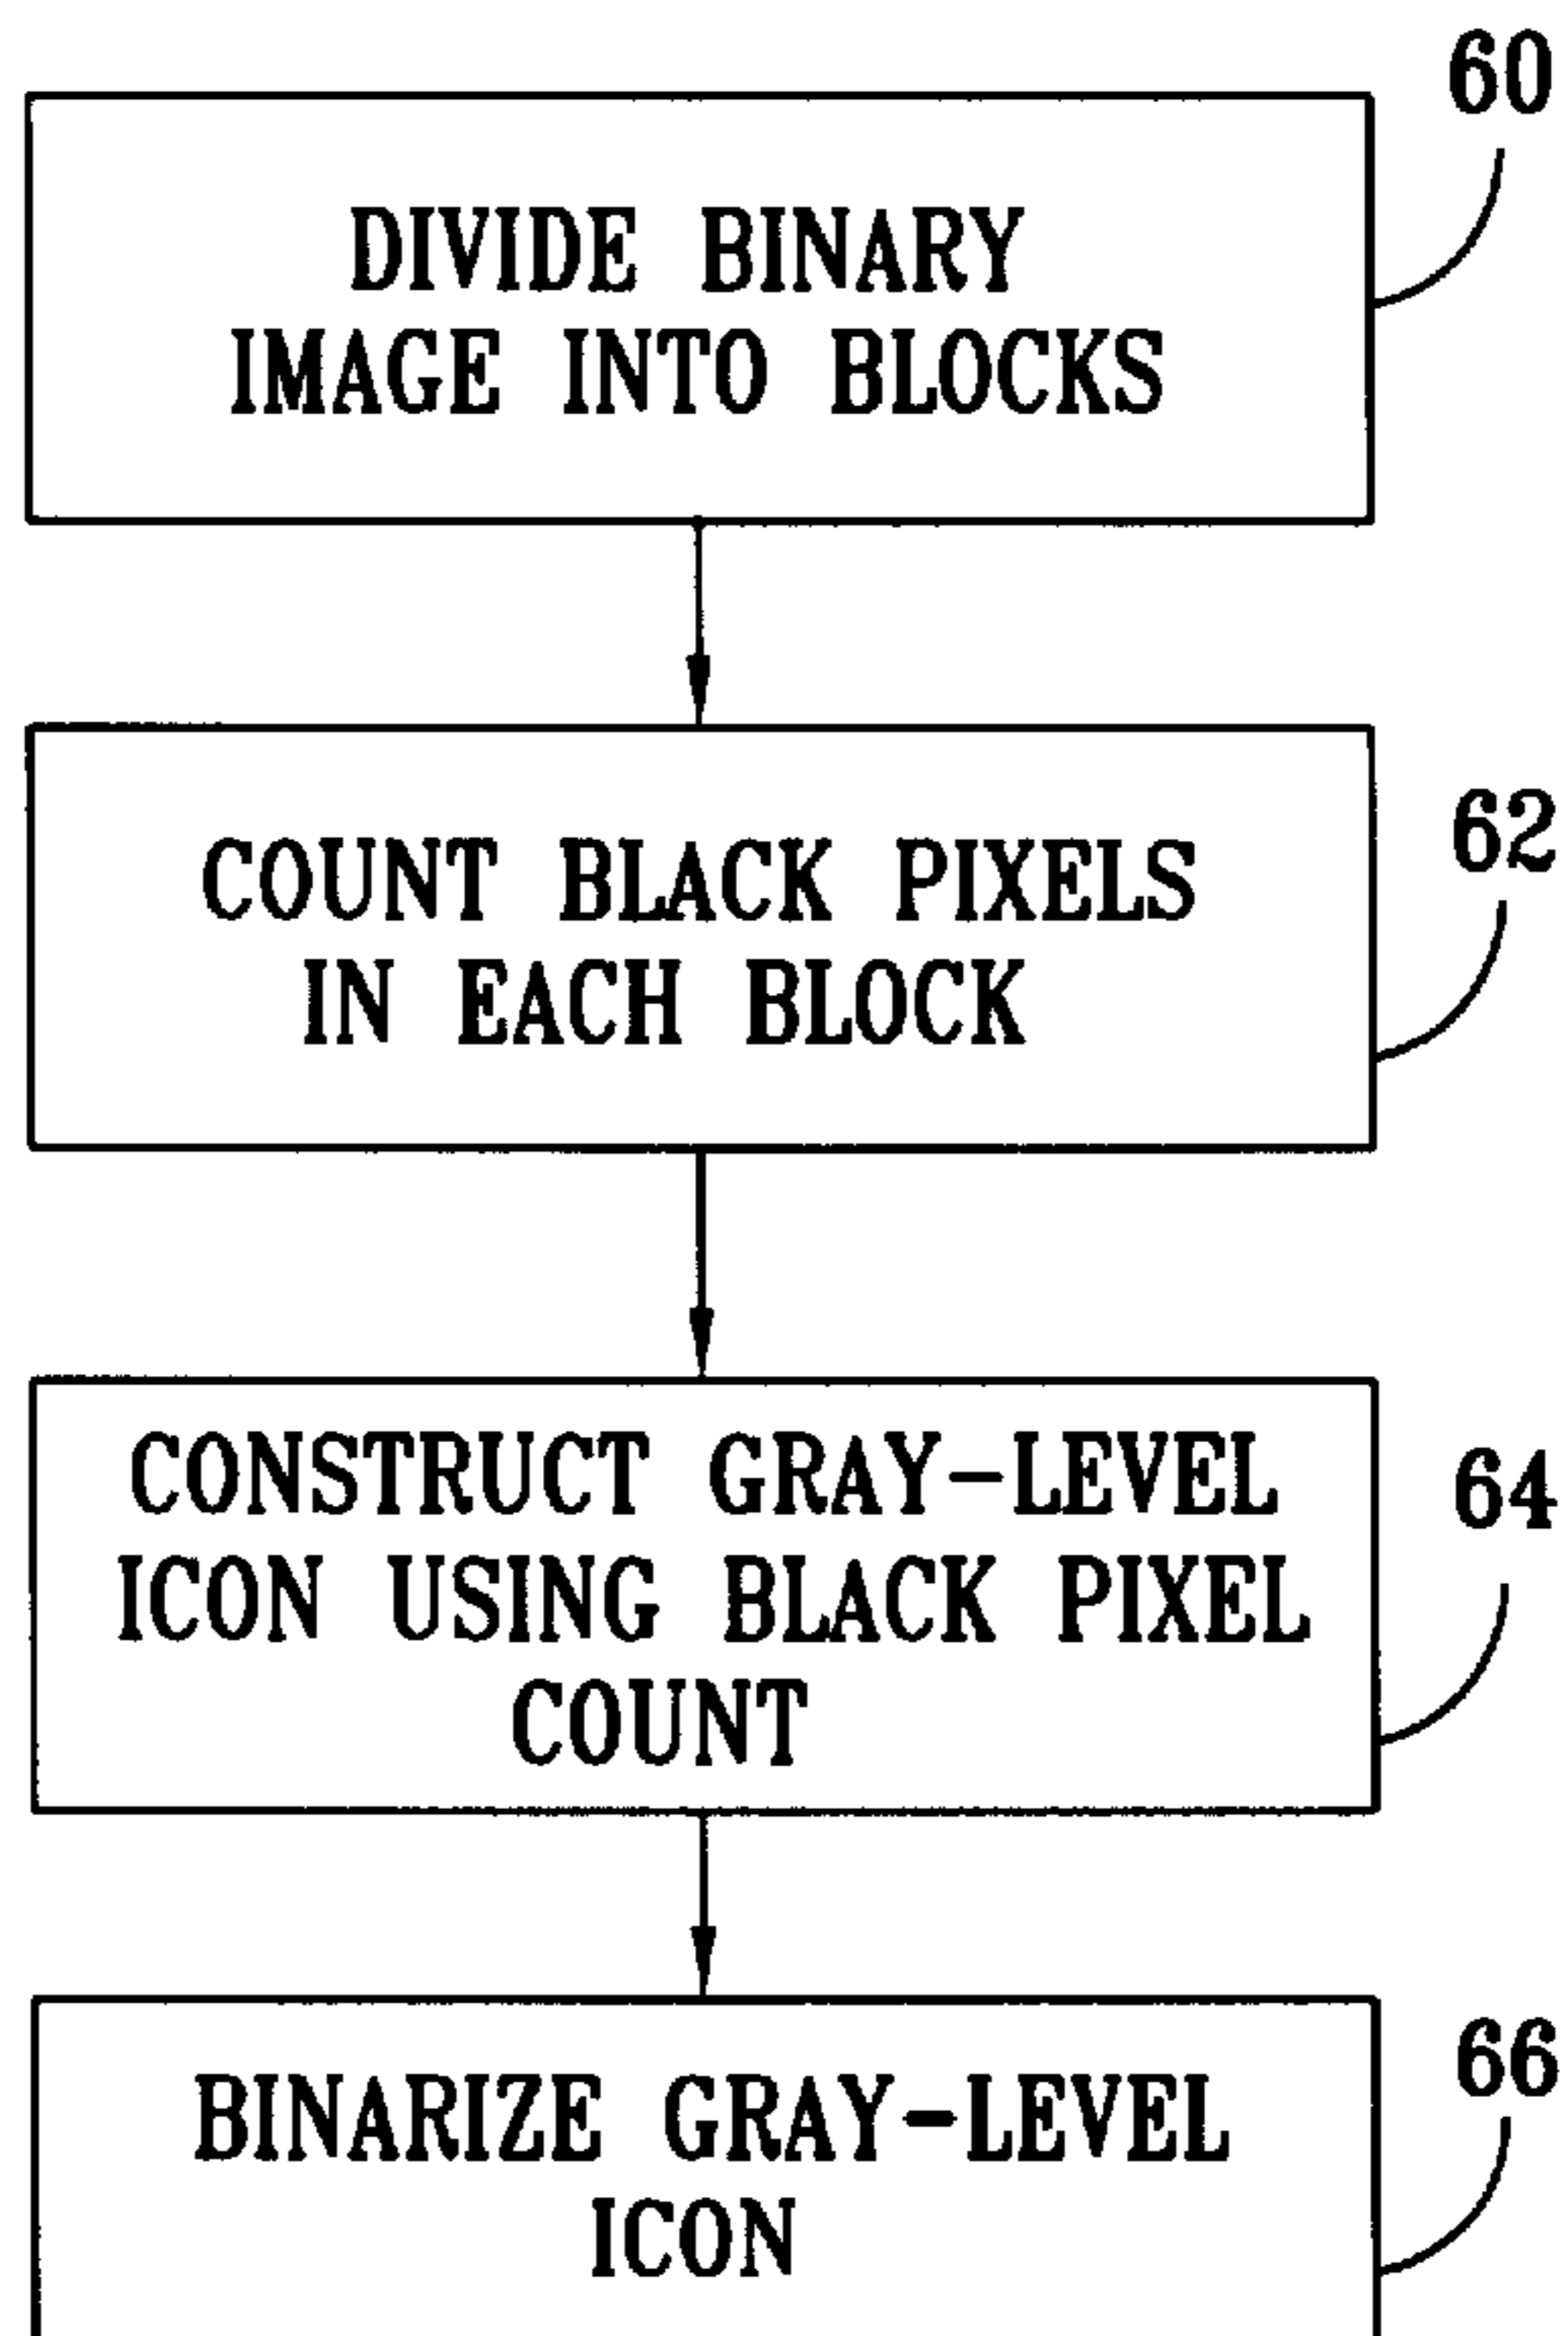 60
DIVIDE BINARY
IMAGE INTO BLOCKS
62
COUNT BLACK PIXELS
IN EACH BLOCK
64
CONSTRUCT GRAY-LEVEL
ICON USING BLACK PIXEL
COUNT
66
BINARIZE GRAY-LEVEL
ICON